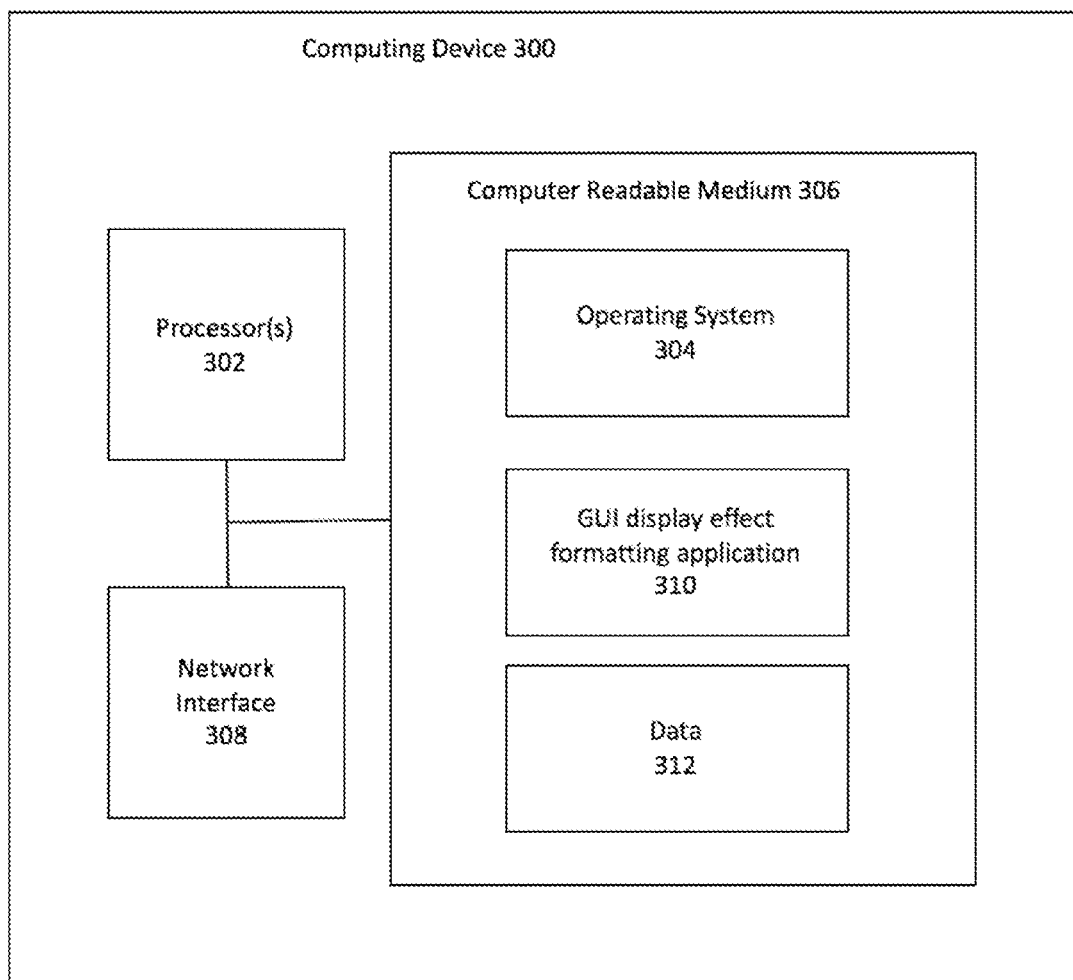 Computing Device 300
Computer Readable Medium 306
Processor(s)
302
Operating System
304
GUI display effect
formatting application
310
Network
Interface
308
Data
312